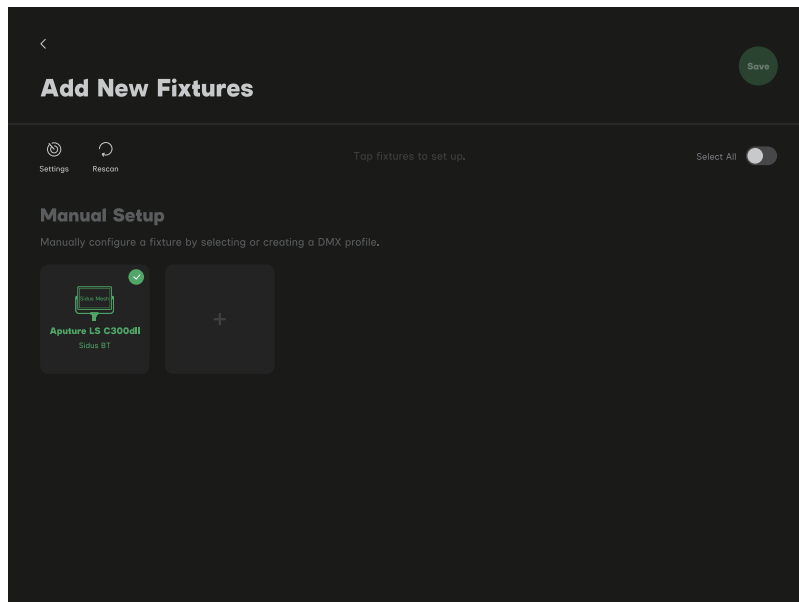 Add New Fixtures
Save
Settings
Rescan
Tap fixtures to set up.
Select All
Manual Setup
Manually configure a fixture by selecting or creating a DMX profile.
Sidus Mesh
Aputure LS C300dII
Sidus BT